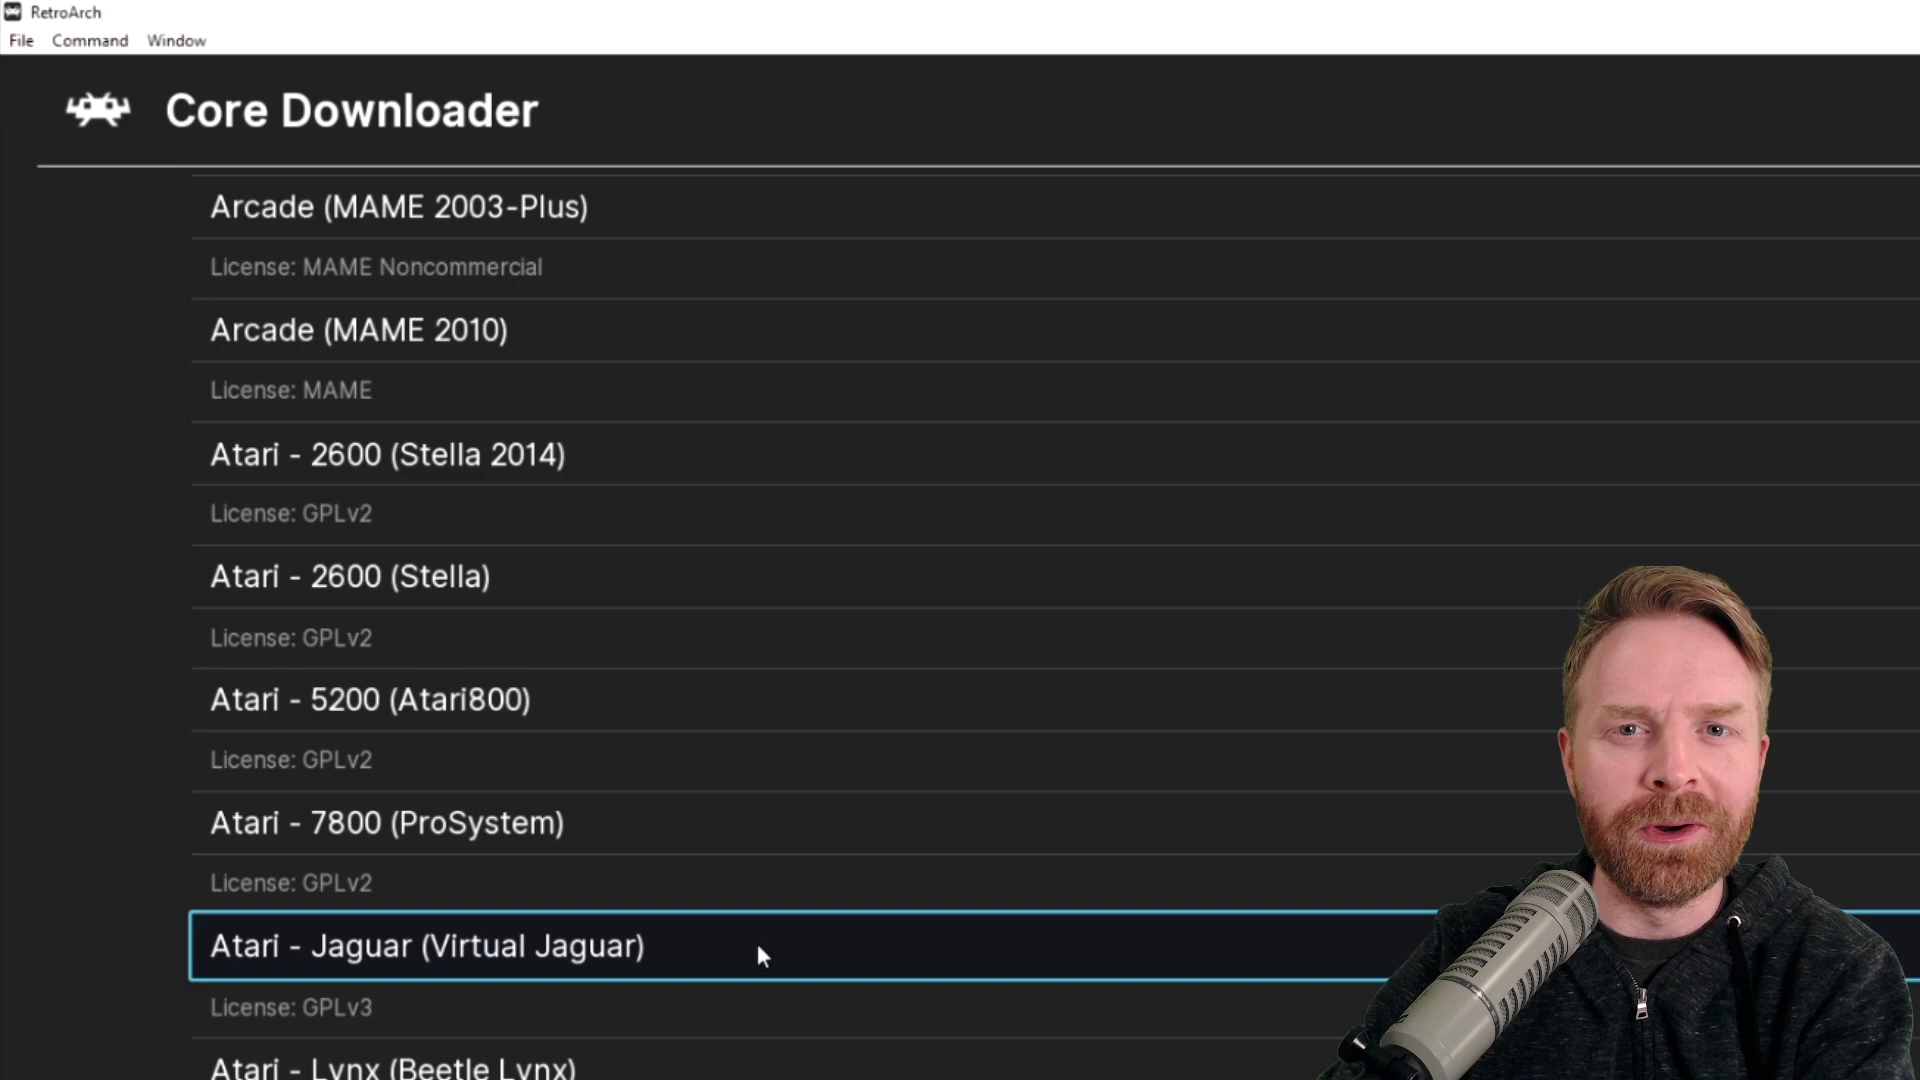 RetroArch
File Command Window
Core Downloader
Arcade (MAME 2003-Plus)
License: MAME Noncommercial
Arcade (MAME 2010)
License: MAME
Atari - 2600 (Stella 2014)
License: GPLv2
Atari - 2600 (Stella)
License: GPLv2
Atari - 5200 (Atari800)
License: GPLv2
Atari - 7800 (ProSystem)
License: GPLv2
Atari - Jaguar (Virtual Jaguar)
License: GPLv3
Atari - Lynx (Beetle Lynx)